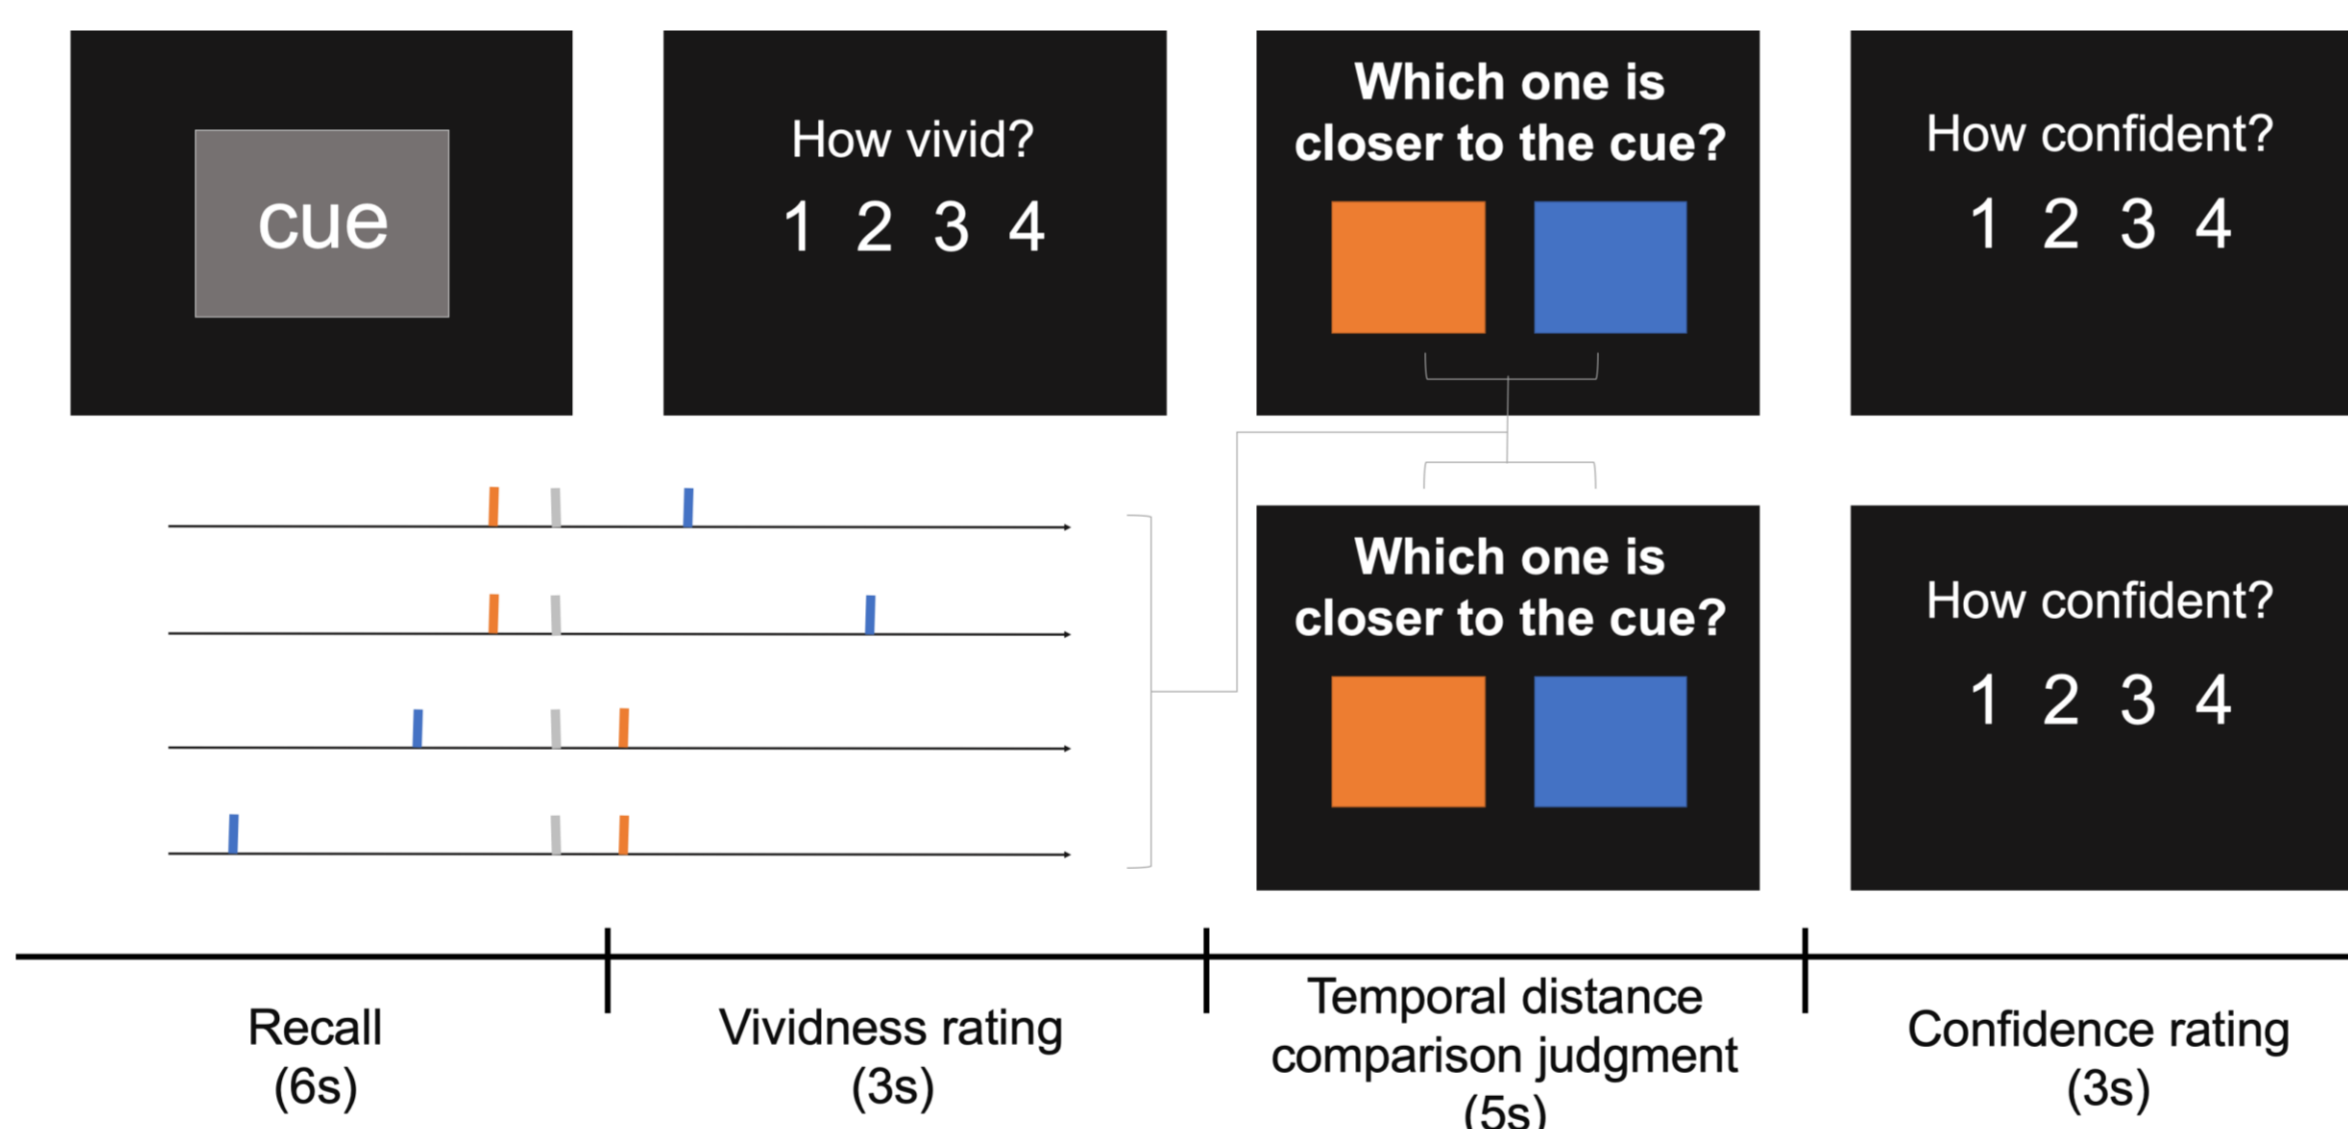 cue
How vivid?
1 2 3 4
Which one is
closer to the cue?
How confident?
1 2 3 4
Which one is
closer to the cue?
How confident?
1 2 3 4
Recall
(6s)
Vividness rating
(3s)
Temporal distance
comparison judgment
(5s)
Confidence rating
(3s)